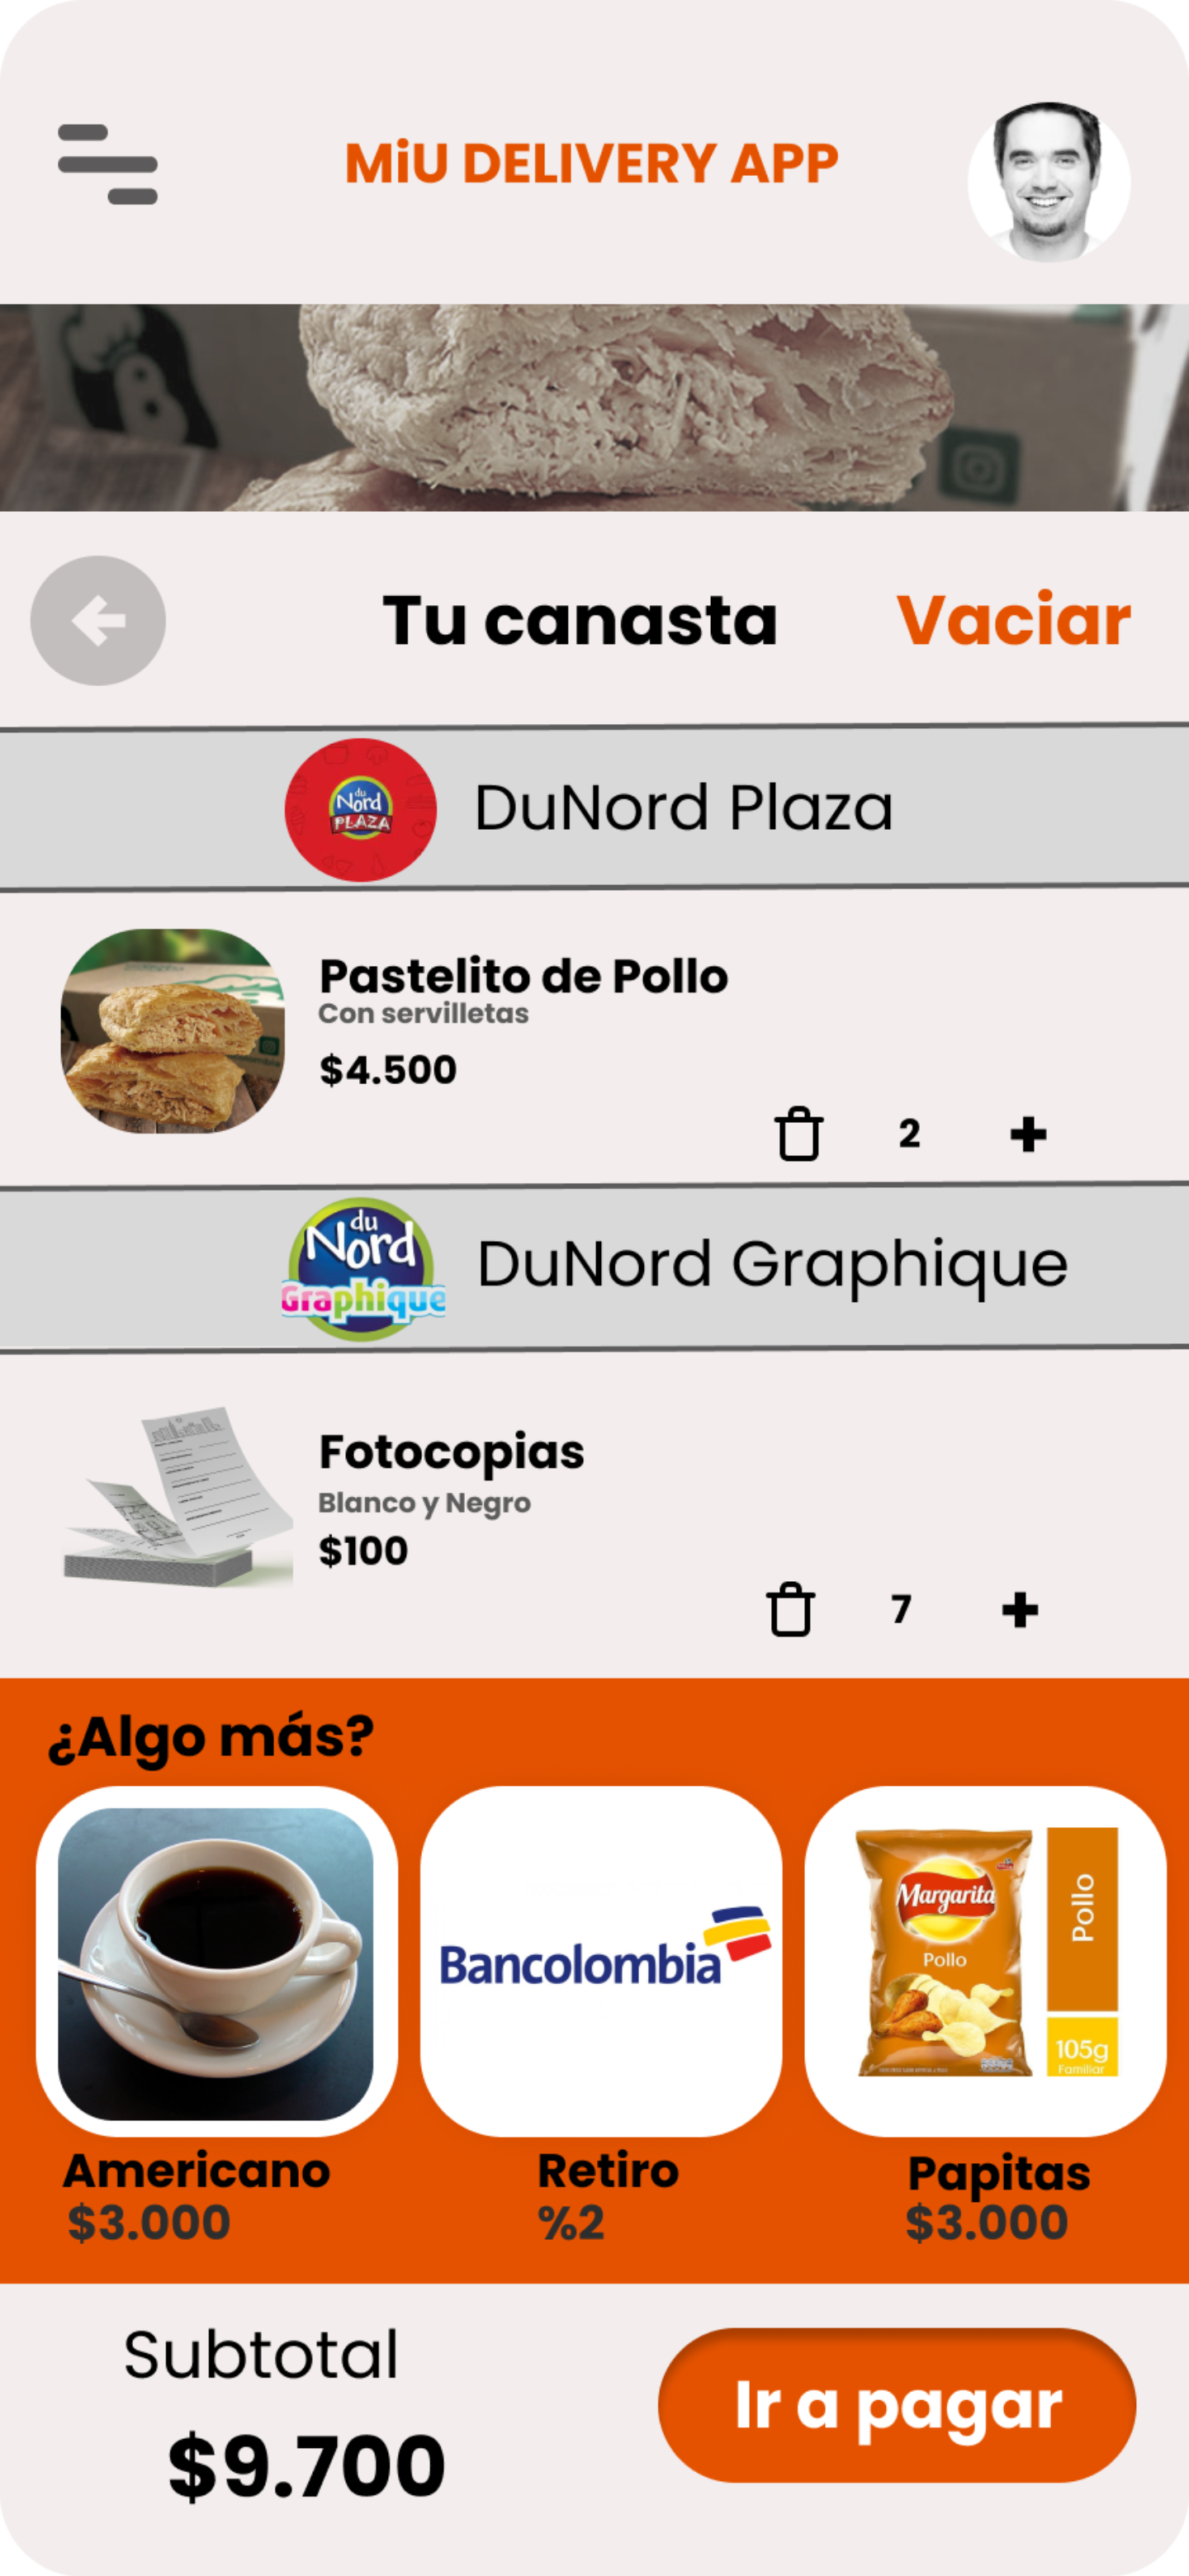 MiU DELIVERY APP
Tu canasta
Vaciar
du
Nord
PLAZA
DuNord Plaza
Pastelito de Pollo
Con servilletas
$4.500
2
du
Nord
Graphique
DuNord Graphique
Fotocopias
Blanco y Negro
$100
7
¿Algo más?
Bancolombia
Margarita
Pollo
Pollo
105g
Familiar
Americano
$3.000
Retiro
%2
Papitas
$3.000
Subtotal
$9.700
Ir a pagar